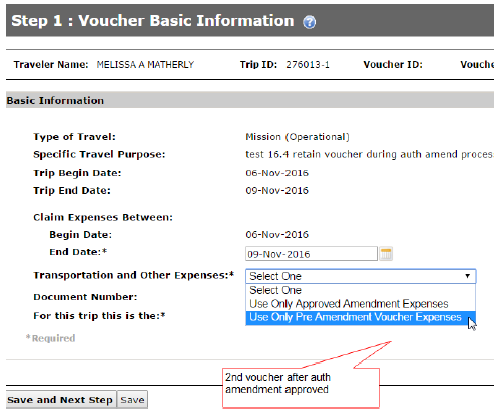 Step 1 : Voucher Basic Information ?
Traveler Name: MELISSA A MATHERLY Trip ID: 276013-1 Voucher ID: Vouche
Basic Information
Type of Travel: Mission (Operational)
Specific Travel Purpose: test 16.4 retain voucher during auth amend proces
Trip Begin Date: 06-Nov-2016
Trip End Date: 09-Nov-2016
Claim Expenses Between:
Begin Date: 06-Nov-2016
End Date:* 09-Nov-2016
Transportation and Other Expenses:* Select One
Select One
Document Number:
Use Only Approved Amendment Expenses
For this trip this is the:* Use Only Pre Amendment Voucher Expenses
*Required
2nd voucher after auth
amendment approved
Save and Next Step Save